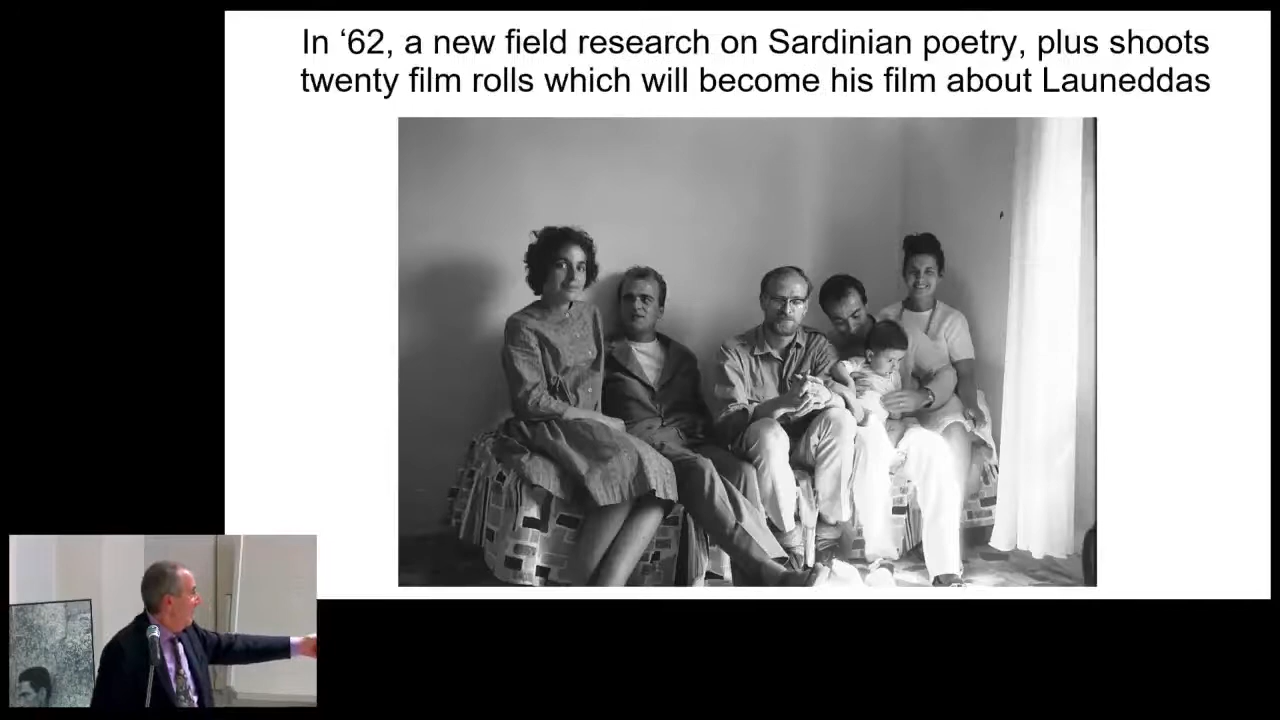 In ‘62, a new field research on Sardinian poetry, plus shoots
twenty film rolls which will become his film about Launeddas